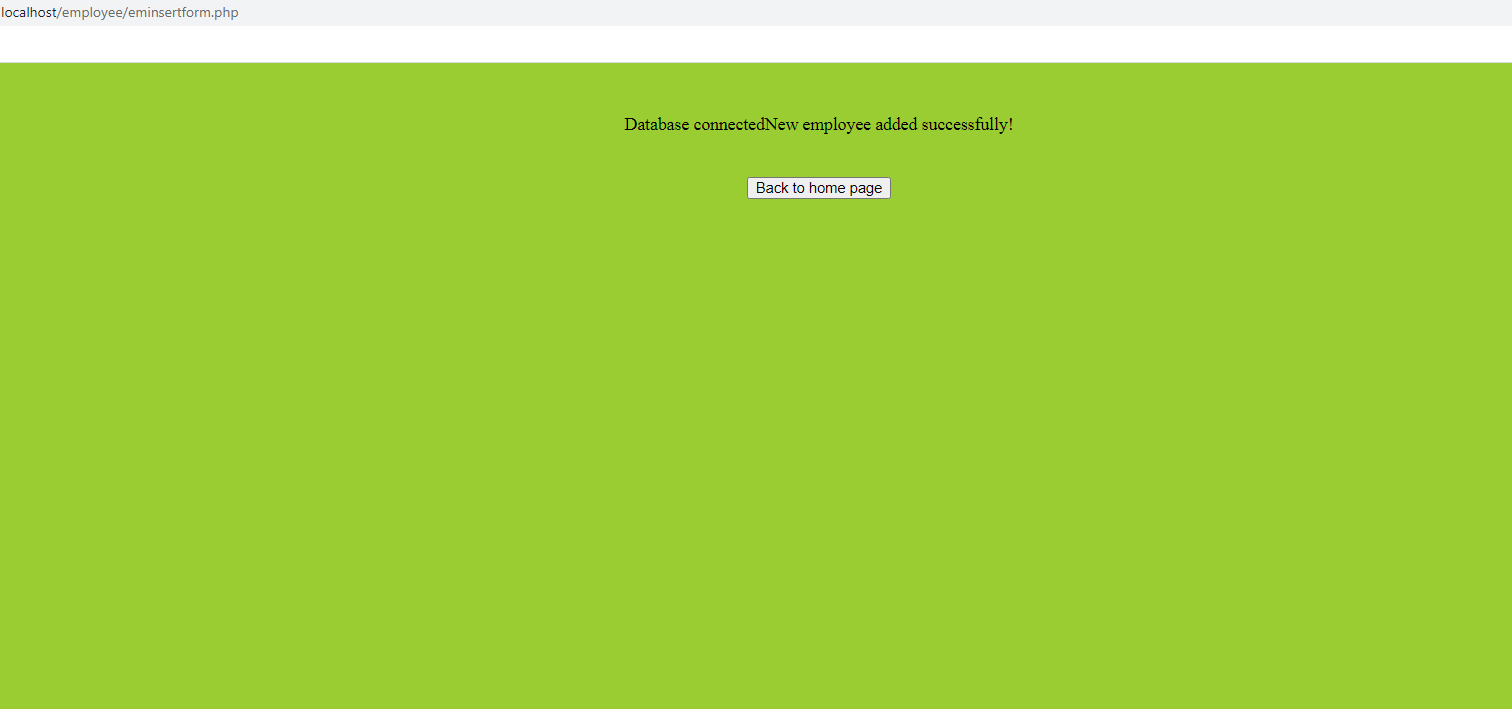 localhost/employee/eminsertform.php
Database connectedNew employee added successfully!
Back to home page